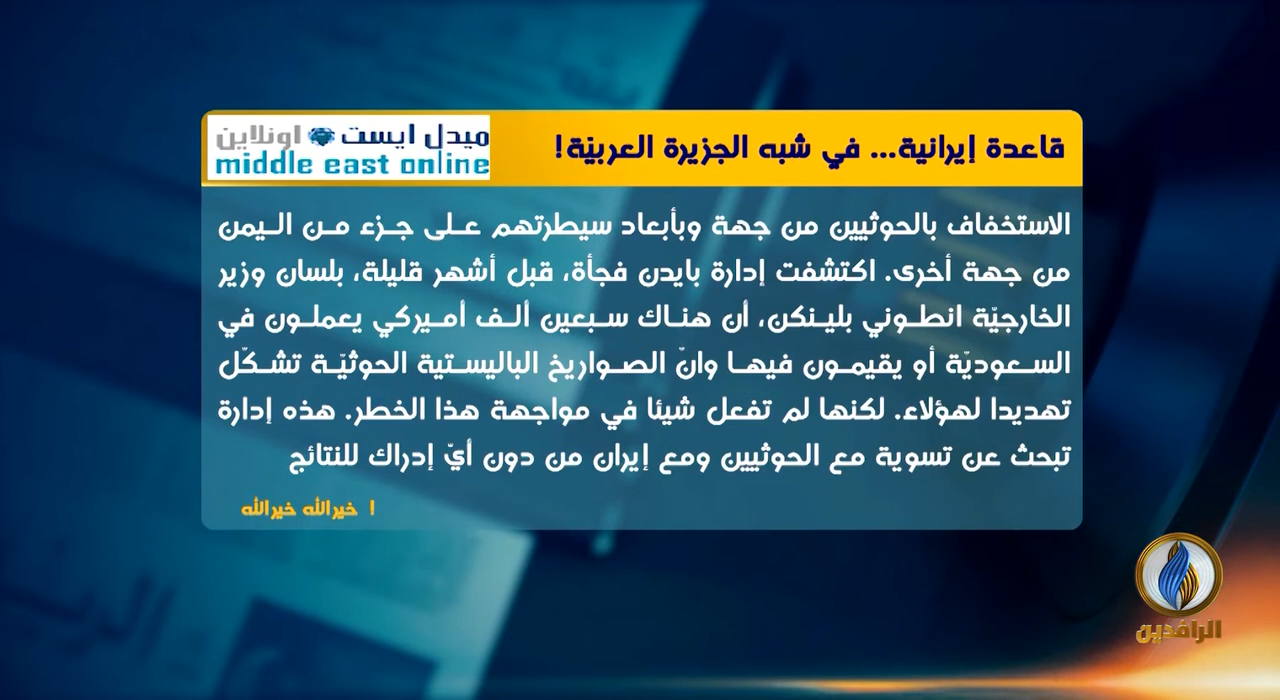 قاعدة إيرانية... في شبه الجزيرة العربيّة!
ميدل ايست اونلاين
middle east online
الاستخفاف بالحوثيين من جهة وبأبعاد سيطرتهم على جزء من اليمن
من جهة أخرى. اكتشفت إدارة بايدن فجأة، قبل أشهر قليلة، بلسان وزير
الخارجيّة انطوني بلينكن، أن هناك سبعين ألف أميركي يعملون في
السعوديّة أو يقيمون فيها وانّ الصواريخ الباليستية الحوثيّة تشكّل
تهديدا لهؤلاء. لكنها لم تفعل شيئا في مواجهة هذا الخطر. هذه إدارة
تبحث عن تسوية مع الحوثيين ومع إيران من دون أيّ إدراك للنتائج
! خيرالله خيرالله
الرافدين